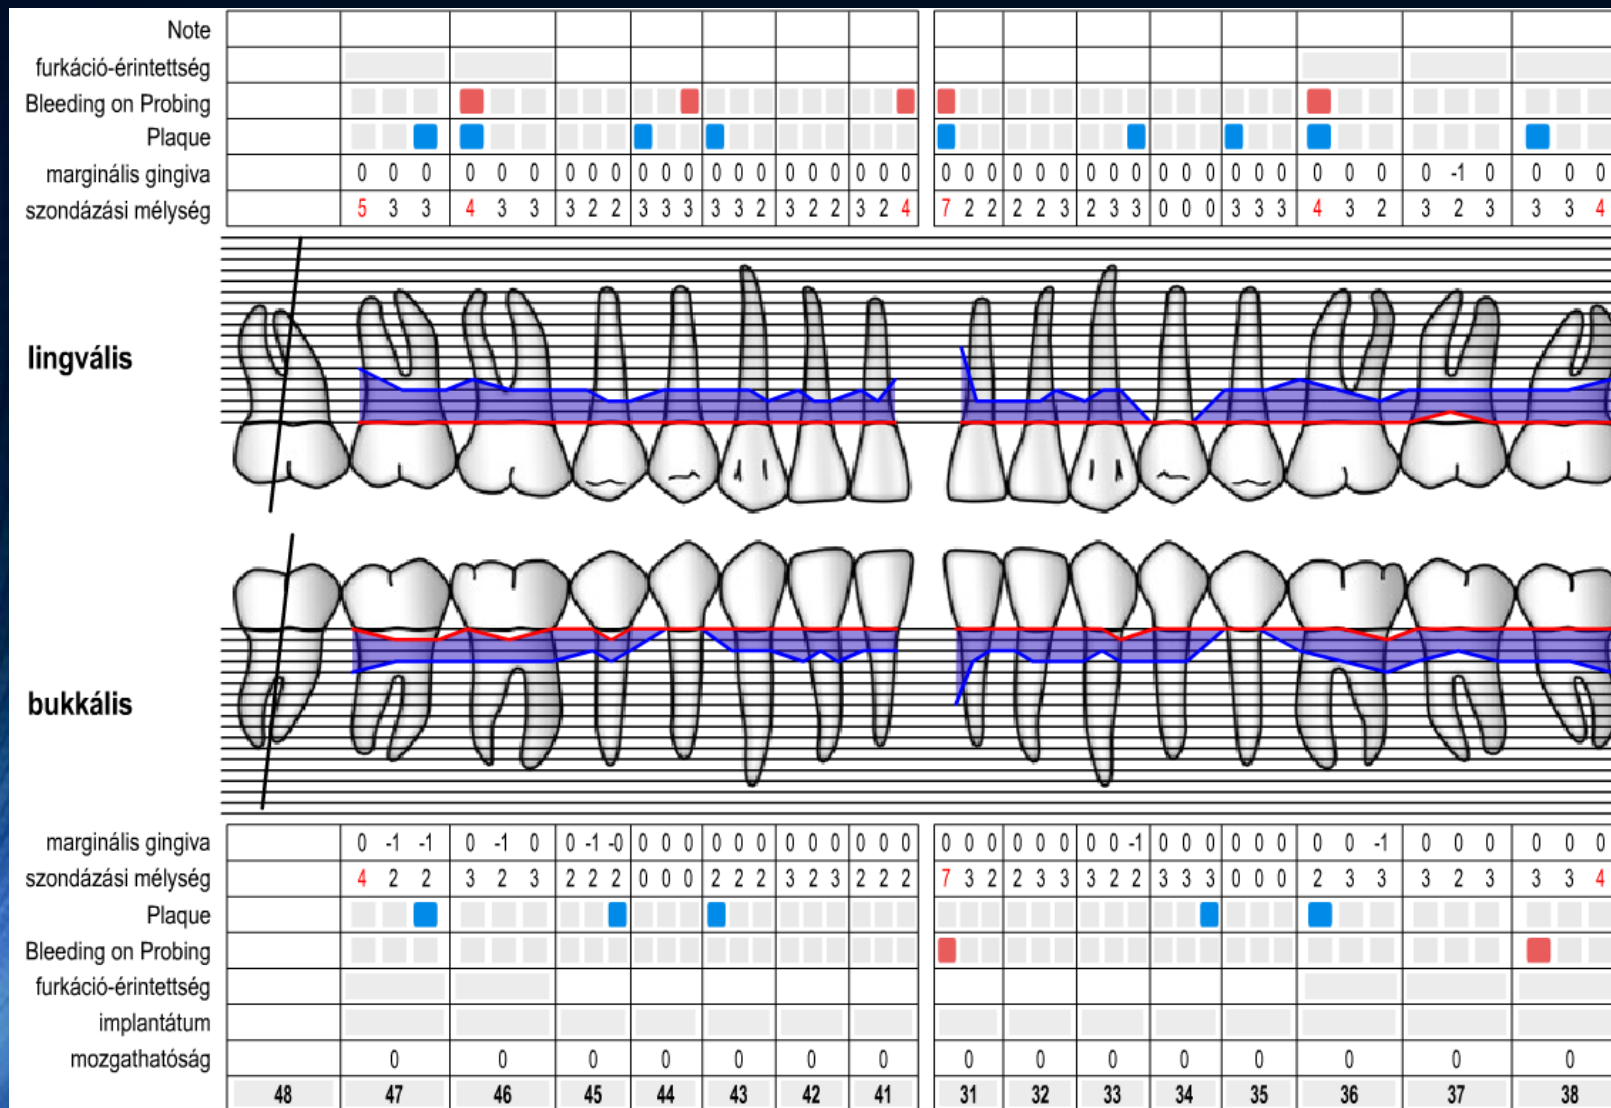 Note
furkáció-érintettség
Bleeding on Probing
Plaque
marginális gingiva 0 0 0 0 0 0 0 0 0 0 0 0 0 0 0 0 0 0 0 0 0 0 0 0 0 0 0 0 0 0 0 0 0 0 0 0 0 0 0 -1 0 0 0 0
szondázási mélység 5 3 3 4 3 3 3 2 2 3 3 3 3 3 2 3 2 2 3 2 4 7 2 2 2 2 3 2 3 3 0 0 0 3 3 3 4 3 2 3 2 3 3 3 4
lingvális
bukkális
marginális gingiva 0 -1 -1 0 -1 0 0 -1 -0 0 0 0 0 0 0 0 0 0 0 0 0 0 0 0 0 0 0 0 0 -1 0 0 0 0 0 0 0 0 -1 0 0 0 0 0 0
szondázási mélység 4 2 2 3 2 3 2 2 2 0 0 0 2 2 2 3 2 3 2 2 2 7 3 2 2 3 3 3 2 2 3 3 3 0 0 0 2 3 3 3 2 3 3 3 4
Plaque
Bleeding on Probing
furkáció-érintettség
implantátum
mozgathatóság 0 0 0 0 0 0 0 0 0 0 0 0 0 0 0
48 47 46 45 44 43 42 41 31 32 33 34 35 36 37 38